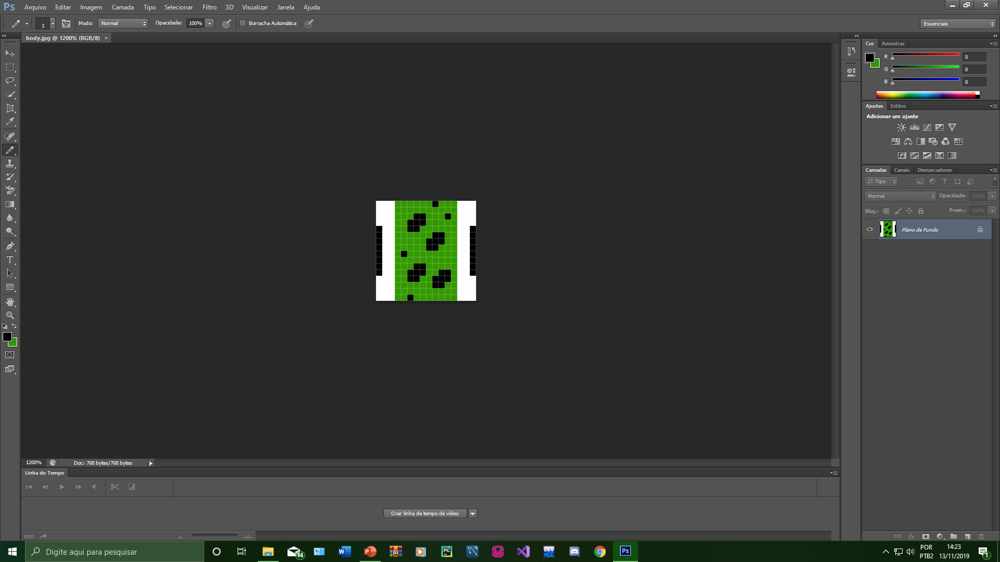 Ps Arquivo Editar Imagem Camada Tipo Selecionar Filtro 3D Visualizar Janela Ajuda
1 Modo: Normal Opacidade: 100% Borracha Automática Essenciais
body.jpg @ 1200% (RGB/8) ×
Cor Amostras
R 0
G 0
B 0
Ajustes Estilos
Adicionar um ajuste
Camadas Canais Demarcadores
Tipo
Normal Opacidade: 100%
Bloq.: Preen.: 100%
Plano de Fundo
1200% Doc: 768 bytes/768 bytes
Linha do Tempo
Criar linha de tempo de vídeo
Digite aqui para pesquisar
14
POR 14:23
PTB2 13/11/2019
1